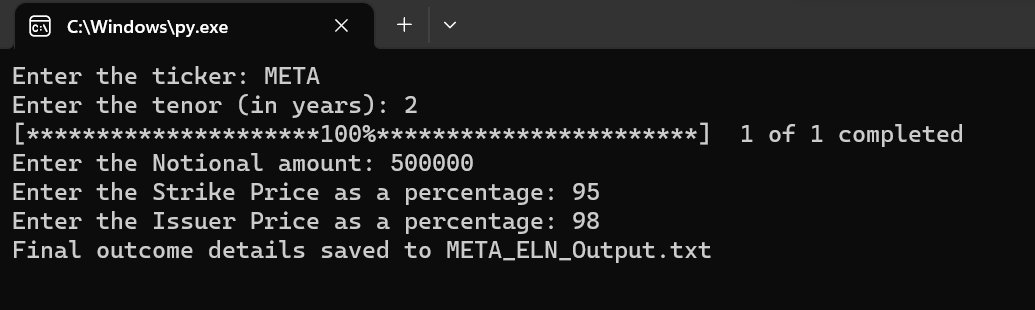 C:\Windows\py.exe
Enter the ticker: META
Enter the tenor (in years): 2
[*********************100%***********************]  1 of 1 completed
Enter the Notional amount: 500000
Enter the Strike Price as a percentage: 95
Enter the Issuer Price as a percentage: 98
Final outcome details saved to META_ELN_Output.txt